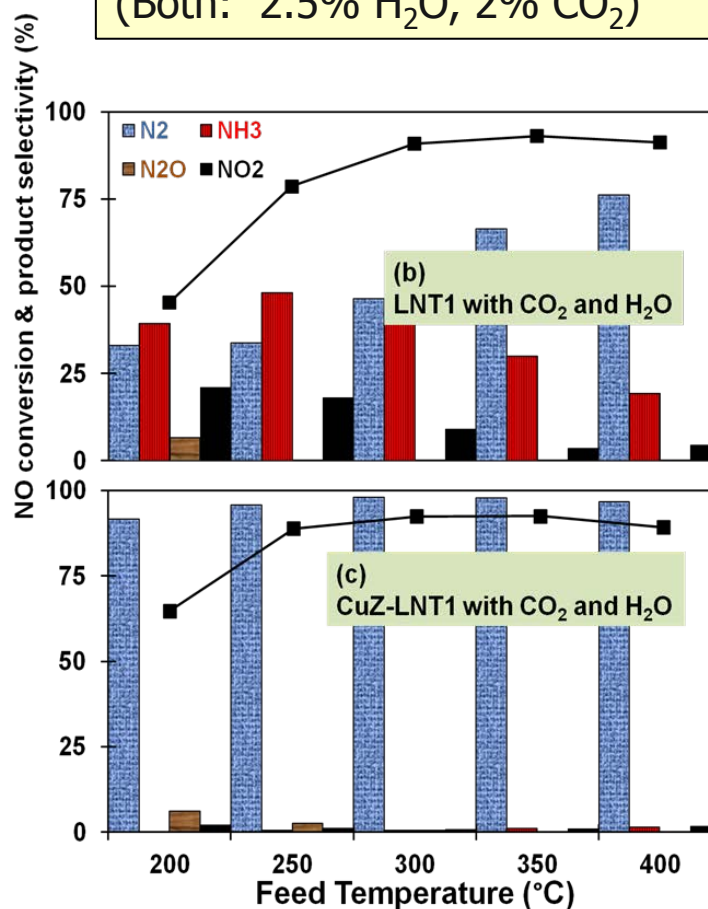 (Both: 2.5% H₂O, 2% CO₂)
NO conversion & product selectivity (%)
100
75
50
25
0
N2 NH3
N2O NO2
(b)
LNT1 with CO₂ and H₂O
100
75
50
25
0
(c)
CuZ-LNT1 with CO₂ and H₂O
200 250 300 350 400
Feed Temperature (°C)